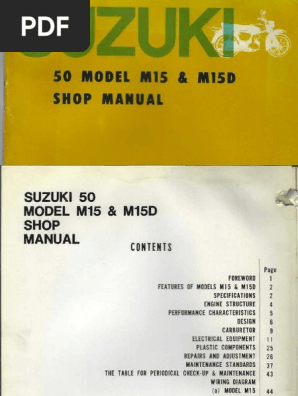 PDF
SUZUKI
50 MODEL M15 & M15D
SHOP MANUAL
SUZUKI 50
MODEL M15 & M15D
SHOP
MANUAL
CONTENTS
Page
FOREWORD 1
FEATURES OF MODELS M15 & M15D 2
SPECIFICATIONS 2
ENGINE STRUCTURE 4
PERFORMANCE CHARACTERISTICS 5
DESIGN 6
CARBURETOR 9
ELECTRICAL EQUIPMENT 11
PLASTIC COMPONENTS 25
REPAIRS AND ADJUSTMENT 26
MAINTENANCE STANDARDS 37
THE TABLE FOR PERIODICAL CHECK-UP & MAINTENANCE 43
WIRING DIAGRAM
(a) MODEL M15 44